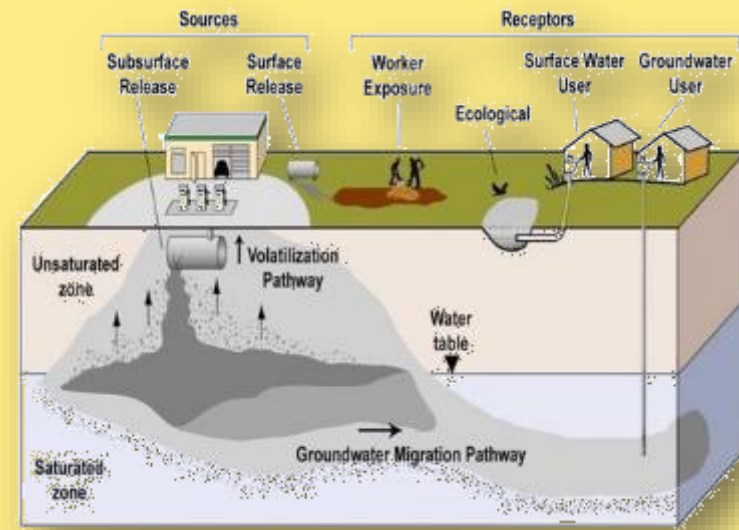 Sources
Receptors
Subsurface
Release
Surface
Release
Worker
Exposure
Ecological
Surface Water
User
Groundwater
User
Unsaturated
zone
Volatilization
Pathway
Water
table
Groundwater Migration Pathway
Saturated
zone